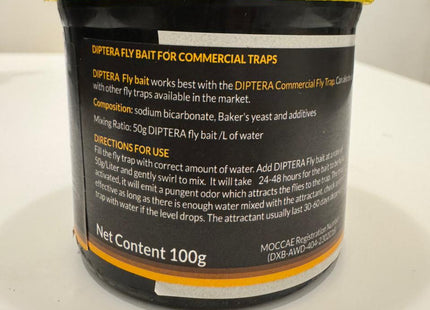 DIPTERA FLY BAIT FOR COMMERCIAL TRAPS
DIPTERA Fly bait works best with the DIPTERA Commercial Fly Trap. Can also
with other fly traps available in the market.
Composition: sodium bicarbonate, Baker's yeast and additives
Mixing Ratio: 50g DIPTERA fly bait /L of water
DIRECTIONS FOR USE
Fill the fly trap with correct amount of water. Add DIPTERA Fly bait at a rate of
50g/Liter and gently swirl to mix. It will take 24-48 hours for the bait to
activated, it will emit a pungent odor which attracts the flies to the trap. The
effective as long as there is enough water mixed with the attractant, check
trap with water if the level drops. The attractant usually last 30-60 days
Net Content 100g
MOCCAE Registration Number